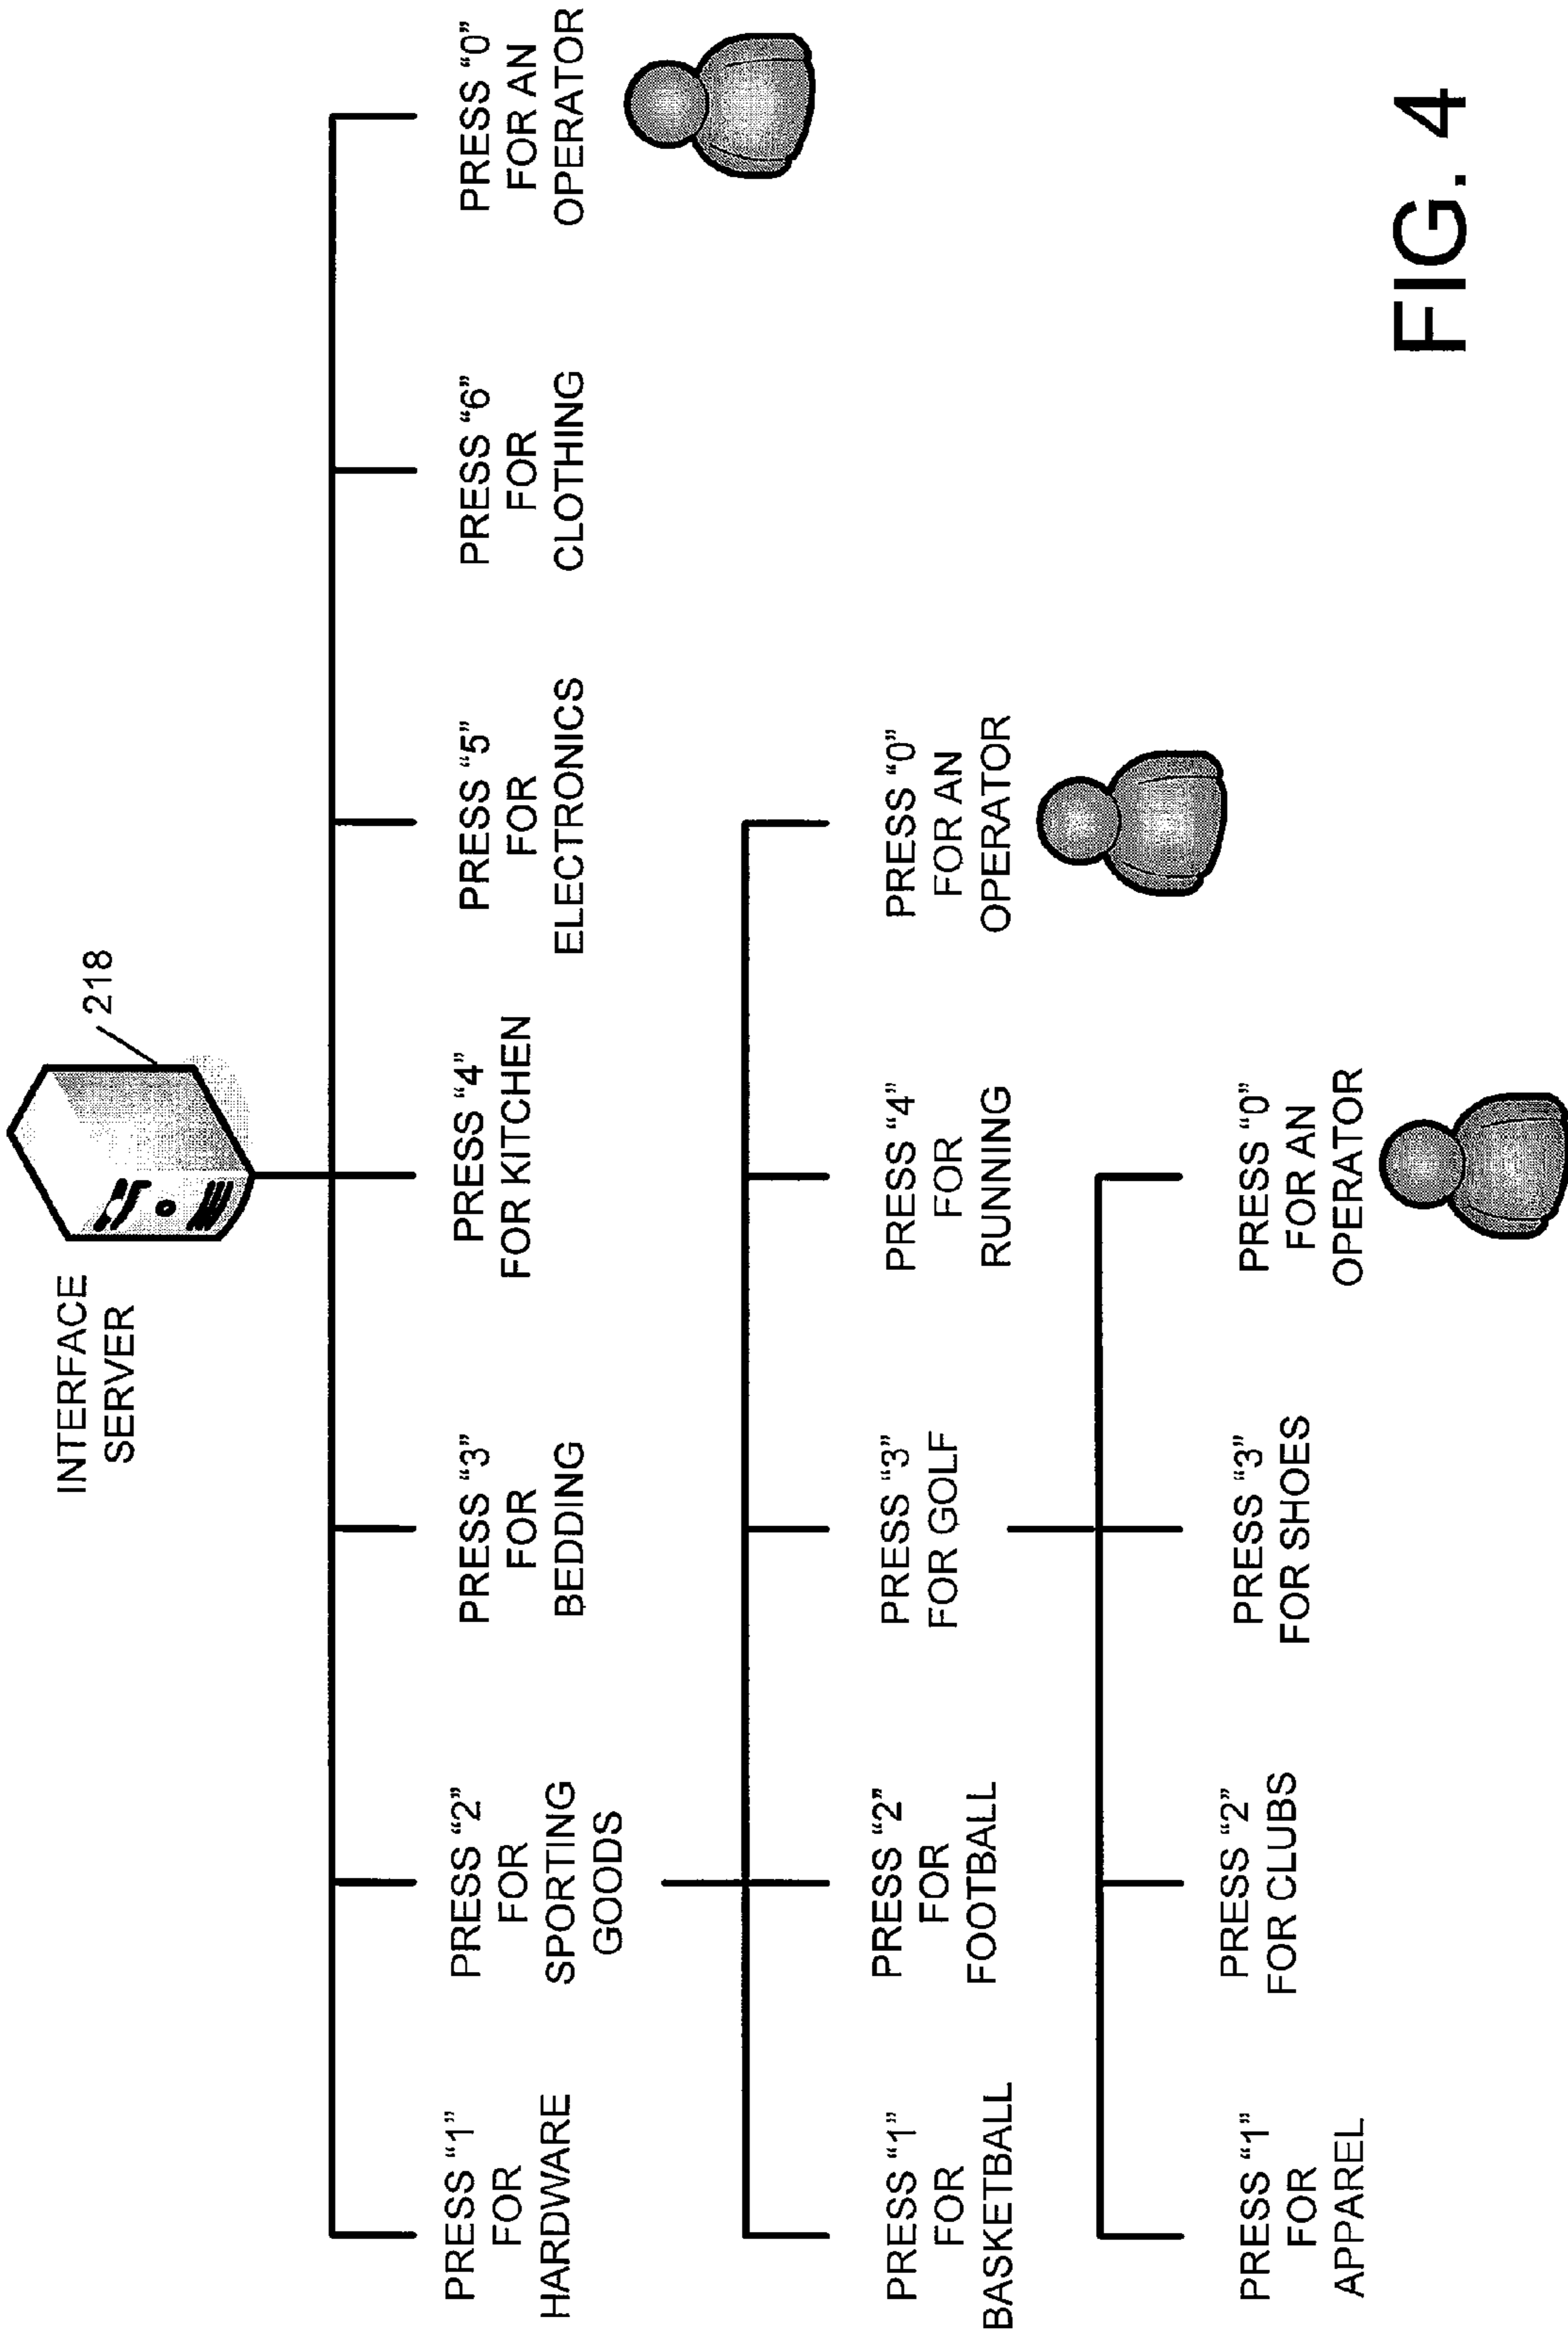 INTERFACE
SERVER
218
PRESS “1”
FOR
HARDWARE
PRESS “2”
FOR
SPORTING
GOODS
PRESS “3”
FOR
BEDDING
PRESS “4”
FOR KITCHEN
PRESS “5”
FOR
ELECTRONICS
PRESS “6”
FOR
CLOTHING
PRESS “0”
FOR AN
OPERATOR
PRESS “1”
FOR
BASKETBALL
PRESS “2”
FOR
FOOTBALL
PRESS “3”
FOR GOLF
PRESS “4”
FOR
RUNNING
PRESS “0”
FOR AN
OPERATOR
PRESS “1”
FOR
APPAREL
PRESS “2”
FOR CLUBS
PRESS “3”
FOR SHOES
PRESS “0”
FOR AN
OPERATOR
FIG. 4